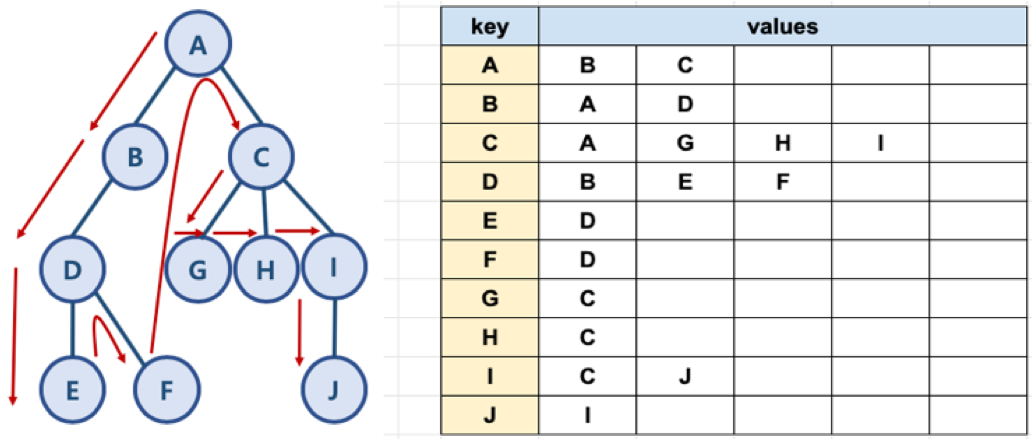 A
B
C
D
G
H
I
E
F
J
key values
A B C
B A D
C A G H I
D B E F
E D
F D
G C
H C
I C J
J I